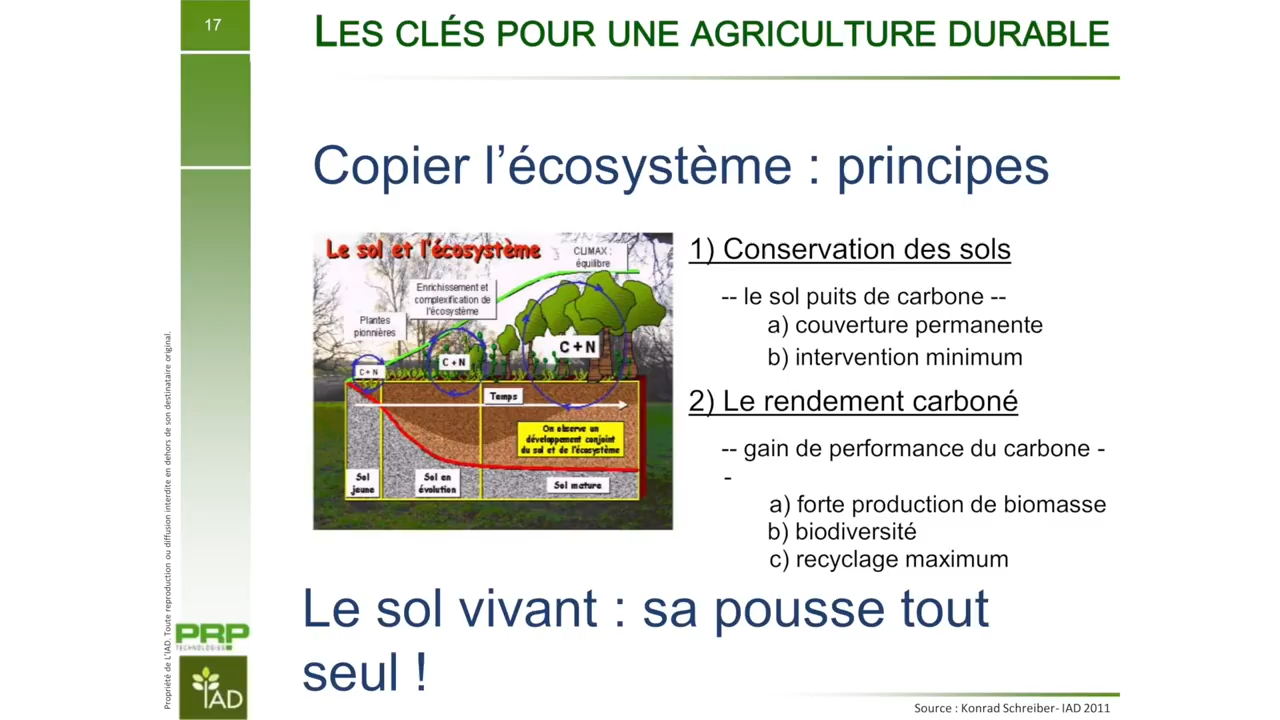 17
LES CLÉS POUR UNE AGRICULTURE DURABLE
Copier l'écosystème : principes
Le sol et l'écosystème
CLIMAX :
équilibre
Enrichissement et
complexification de
l'écosystème
Plantes
pionnières
C + N
C + N
C + N
Temps
On observe un
développement conjoint
du sol et de l'écosystème
Sol
jeune
Sol en
évolution
Sol mature
1) Conservation des sols
-- le sol puits de carbone --
a) couverture permanente
b) intervention minimum
2) Le rendement carboné
-- gain de performance du carbone -
-
a) forte production de biomasse
b) biodiversité
c) recyclage maximum
Le sol vivant : sa pousse tout
seul !
Propriété de L'IAD. Toute reproduction ou diffusion interdite en dehors de son destinataire original.
PRP
TECHNOLOGIES
IAD
Source : Konrad Schreiber- IAD 2011